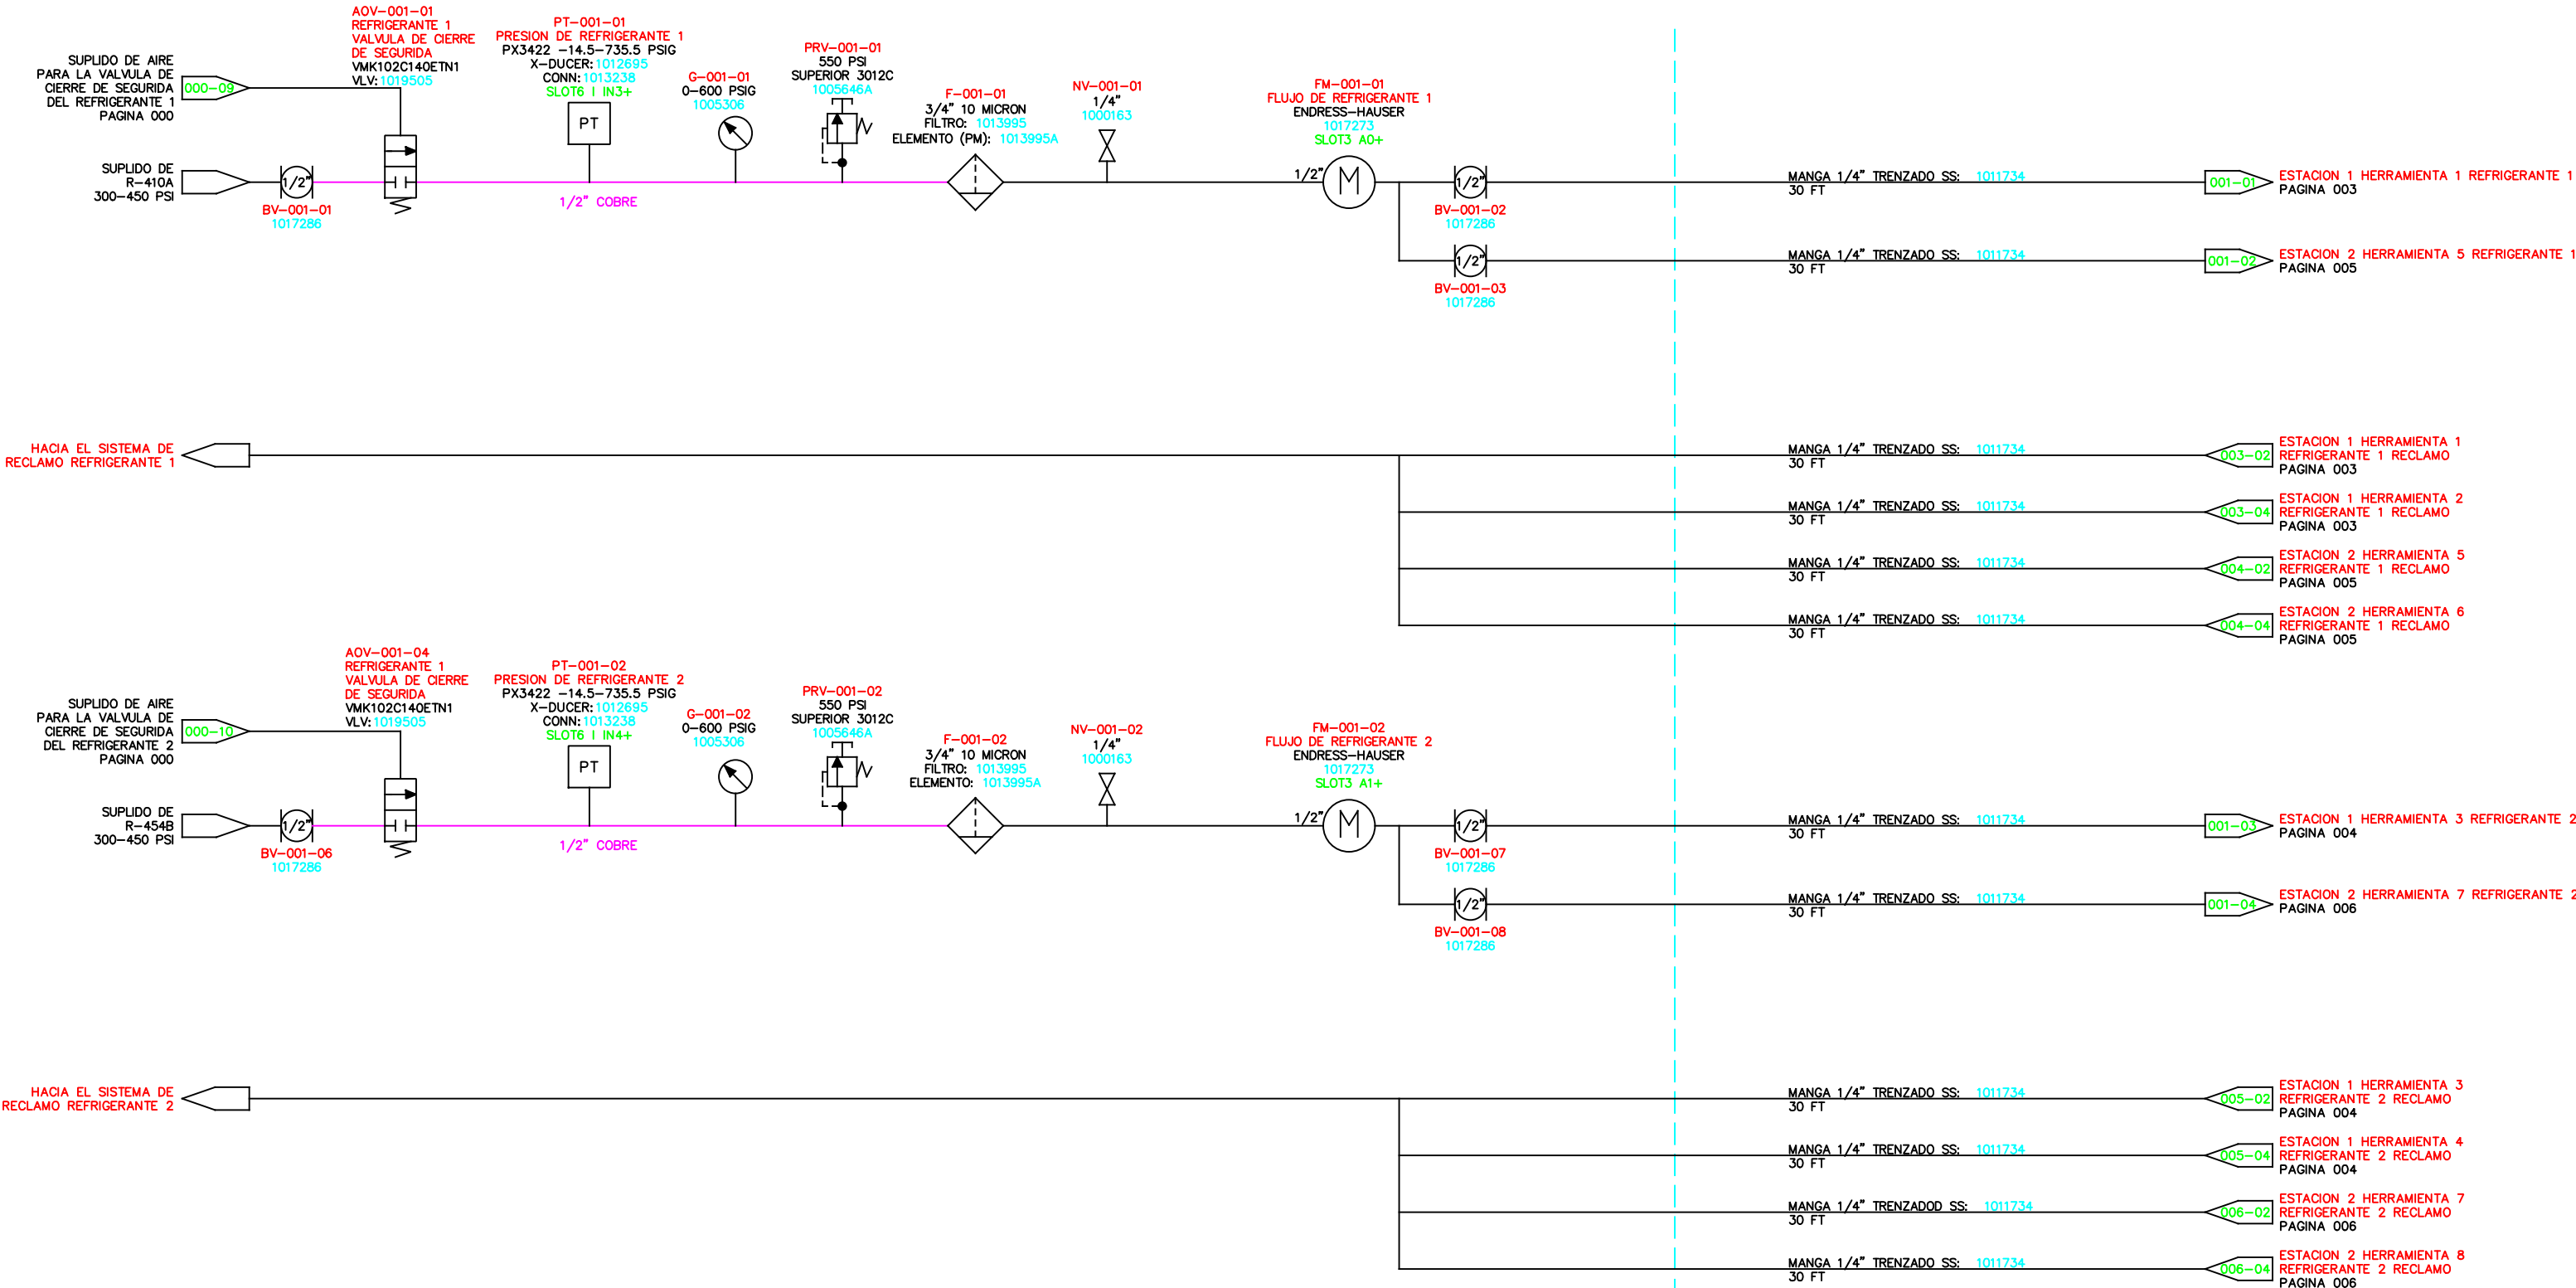 SUPLIDO DE AIRE
PARA LA VALVULA DE
CIERRE DE SEGURIDA
DEL REFRIGERANTE 1
PAGINA 000
000-09
AOV-001-01
REFRIGERANTE 1
VALVULA DE CIERRE
DE SEGURIDA
VMK102C140ETN1
VLV: 1019505
PT-001-01
PRESION DE REFRIGERANTE 1
PX3422 -14.5-735.5 PSIG
X-DUCER: 1012695
CONN: 1013238
SLOT6 I IN3+
PT
G-001-01
0-600 PSIG
1005306
PRV-001-01
550 PSI
SUPERIOR 3012C
1005646A
F-001-01
3/4" 10 MICRON
FILTRO: 1013995
ELEMENTO (PM): 1013995A
NV-001-01
1/4"
1000163
FM-001-01
FLUJO DE REFRIGERANTE 1
ENDRESS-HAUSER
1017273
SLOT3 A0+
SUPLIDO DE
R-410A
300-450 PSI
1/2"
BV-001-01
1017286
1/2" COBRE
1/2"
M
1/2"
BV-001-02
1017286
MANGA 1/4" TRENZADO SS: 1011734
30 FT
001-01
ESTACION 1 HERRAMIENTA 1 REFRIGERANTE 1
PAGINA 003
1/2"
BV-001-03
1017286
MANGA 1/4" TRENZADO SS: 1011734
30 FT
001-02
ESTACION 2 HERRAMIENTA 5 REFRIGERANTE 1
PAGINA 005
HACIA EL SISTEMA DE
RECLAMO REFRIGERANTE 1
MANGA 1/4" TRENZADO SS: 1011734
30 FT
003-02
ESTACION 1 HERRAMIENTA 1
REFRIGERANTE 1 RECLAMO
PAGINA 003
MANGA 1/4" TRENZADO SS: 1011734
30 FT
003-04
ESTACION 1 HERRAMIENTA 2
REFRIGERANTE 1 RECLAMO
PAGINA 003
MANGA 1/4" TRENZADO SS: 1011734
30 FT
004-02
ESTACION 2 HERRAMIENTA 5
REFRIGERANTE 1 RECLAMO
PAGINA 005
MANGA 1/4" TRENZADO SS: 1011734
30 FT
004-04
ESTACION 2 HERRAMIENTA 6
REFRIGERANTE 1 RECLAMO
PAGINA 005
SUPLIDO DE AIRE
PARA LA VALVULA DE
CIERRE DE SEGURIDA
DEL REFRIGERANTE 2
PAGINA 000
000-10
AOV-001-04
REFRIGERANTE 1
VALVULA DE CIERRE
DE SEGURIDA
VMK102C140ETN1
VLV: 1019505
PT-001-02
PRESION DE REFRIGERANTE 2
PX3422 -14.5-735.5 PSIG
X-DUCER: 1012695
CONN: 1013238
SLOT6 I IN4+
PT
G-001-02
0-600 PSIG
1005306
PRV-001-02
550 PSI
SUPERIOR 3012C
1005646A
F-001-02
3/4" 10 MICRON
FILTRO: 1013995
ELEMENTO: 1013995A
NV-001-02
1/4"
1000163
FM-001-02
FLUJO DE REFRIGERANTE 2
ENDRESS-HAUSER
1017273
SLOT3 A1+
SUPLIDO DE
R-454B
300-450 PSI
1/2"
BV-001-06
1017286
1/2" COBRE
1/2"
M
1/2"
BV-001-07
1017286
MANGA 1/4" TRENZADO SS: 1011734
30 FT
001-03
ESTACION 1 HERRAMIENTA 3 REFRIGERANTE 2
PAGINA 004
1/2"
BV-001-08
1017286
MANGA 1/4" TRENZADO SS: 1011734
30 FT
001-04
ESTACION 2 HERRAMIENTA 7 REFRIGERANTE 2
PAGINA 006
HACIA EL SISTEMA DE
RECLAMO REFRIGERANTE 2
MANGA 1/4" TRENZADO SS: 1011734
30 FT
005-02
ESTACION 1 HERRAMIENTA 3
REFRIGERANTE 2 RECLAMO
PAGINA 004
MANGA 1/4" TRENZADO SS: 1011734
30 FT
005-04
ESTACION 1 HERRAMIENTA 4
REFRIGERANTE 2 RECLAMO
PAGINA 004
MANGA 1/4" TRENZADOD SS: 1011734
30 FT
006-02
ESTACION 2 HERRAMIENTA 7
REFRIGERANTE 2 RECLAMO
PAGINA 006
MANGA 1/4" TRENZADO SS: 1011734
30 FT
006-04
ESTACION 2 HERRAMIENTA 8
REFRIGERANTE 2 RECLAMO
PAGINA 006